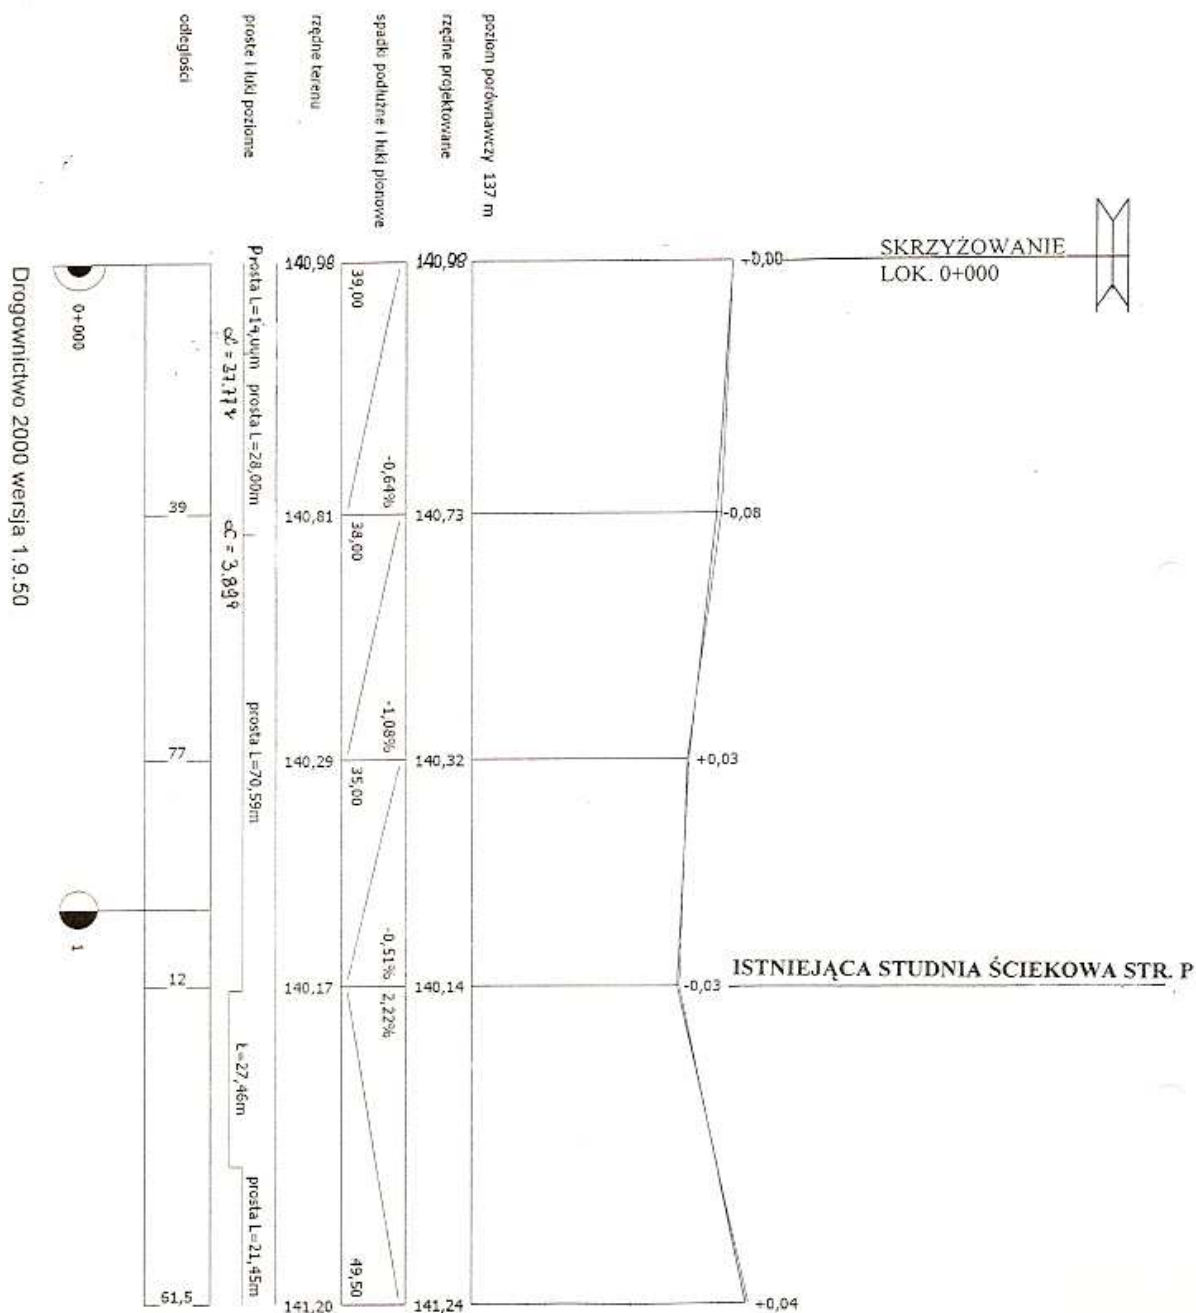 SKRZYŻOWANIE
LOK. 0+000
+0,00
-0,08
+0,03
ISTNIEJĄCA STUDNIA ŚCIEKOWA STR. P
-0,03
+0,04
poziom porównawczy 137 m
rzędne projektowane
140,98
140,73
140,32
140,14
141,24
spadki podłużne i łuki pionowe
39,00
-0,64%
38,00
-1,08%
35,00
-0,51%
2,22%
49,50
rzędne terenu
140,98
140,81
140,29
140,17
141,20
proste i łuki poziome
Prosta L=14,00m
prosta L=28,00m
prosta L=70,59m
Ł=27,46m
prosta L=21,45m
odległości
39
77
12
61,5
0+000
1
Drogownictwo 2000 wersja 1.9.50